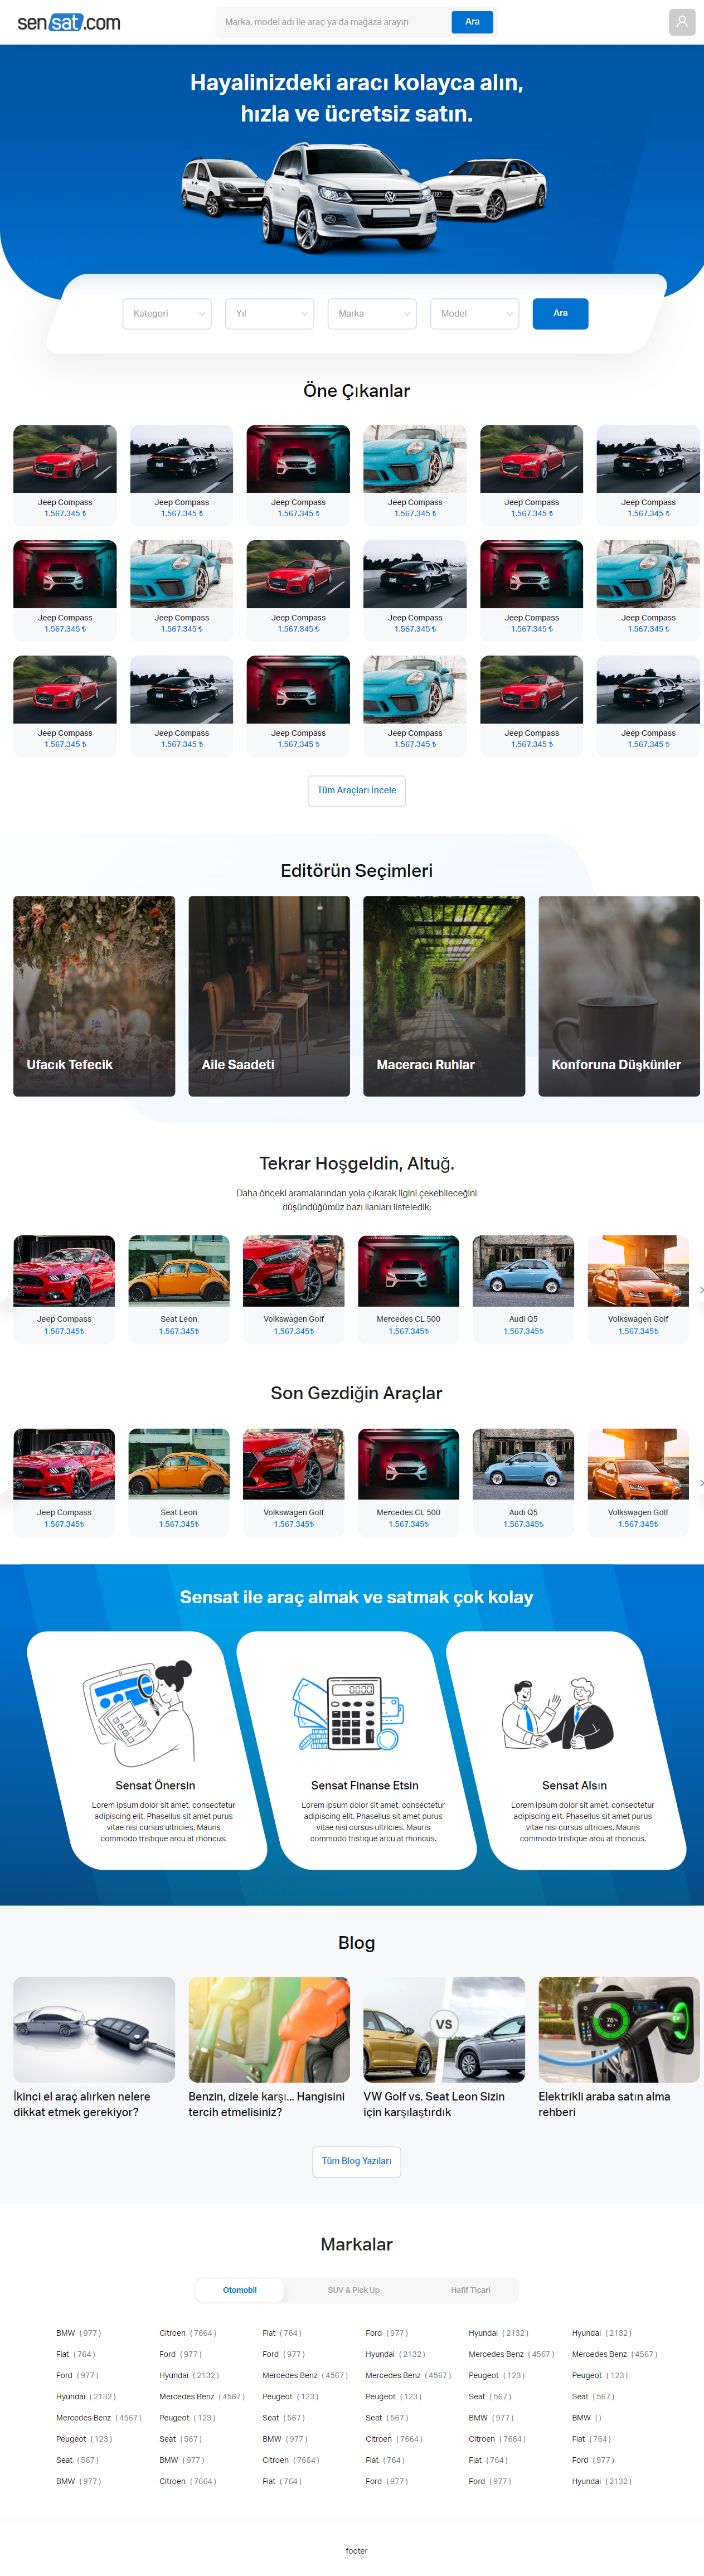 sensat.com
Marka, model adı ile araç ya da mağaza arayın
Ara
Hayalinizdeki aracı kolayca alın,
hızla ve ücretsiz satın.
Kategori
Yıl
Marka
Model
Ara
Öne Çıkanlar
Jeep Compass Jeep Compass Jeep Compass Jeep Compass Jeep Compass Jeep Compass
1.567.345 ₺ 1.567.345 ₺ 1.567.345 ₺ 1.567.345 ₺ 1.567.345 ₺ 1.567.345 ₺
Jeep Compass Jeep Compass Jeep Compass Jeep Compass Jeep Compass Jeep Compass
1.567.345 ₺ 1.567.345 ₺ 1.567.345 ₺ 1.567.345 ₺ 1.567.345 ₺ 1.567.345 ₺
Jeep Compass Jeep Compass Jeep Compass Jeep Compass Jeep Compass Jeep Compass
1.567.345 ₺ 1.567.345 ₺ 1.567.345 ₺ 1.567.345 ₺ 1.567.345 ₺ 1.567.345 ₺
Tüm Araçları İncele
Editörün Seçimleri
Ufacık Tefecik
Aile Saadeti
Maceracı Ruhlar
Konforuna Düşkünler
Tekrar Hoşgeldin, Altuğ.
Daha önceki aramalarından yola çıkarak ilgini çekebileceğini
düşündüğümüz bazı ilanları listeledik;
Jeep Compass Seat Leon Volkswagen Golf Mercedes CL 500 Audi Q5 Volkswagen Golf
1.567.345₺ 1.567.345₺ 1.567.345₺ 1.567.345₺ 1.567.345₺ 1.567.345₺
Son Gezdiğin Araçlar
Jeep Compass Seat Leon Volkswagen Golf Mercedes CL 500 Audi Q5 Volkswagen Golf
1.567.345₺ 1.567.345₺ 1.567.345₺ 1.567.345₺ 1.567.345₺ 1.567.345₺
Sensat ile araç almak ve satmak çok kolay
Sensat Önersin
Lorem ipsum dolor sit amet, consectetur
adipiscing elit. Phasellus sit amet purus
vitae nisi cursus ultricies. Mauris
commodo tristique arcu at rhoncus.
Sensat Finanse Etsin
Lorem ipsum dolor sit amet, consectetur
adipiscing elit. Phasellus sit amet purus
vitae nisi cursus ultricies. Mauris
commodo tristique arcu at rhoncus.
Sensat Alsın
Lorem ipsum dolor sit amet, consectetur
adipiscing elit. Phasellus sit amet purus
vitae nisi cursus ultricies. Mauris
commodo tristique arcu at rhoncus.
Blog
İkinci el araç alırken nelere
dikkat etmek gerekiyor?
Benzin, dizele karşı... Hangisini
tercih etmelisiniz?
VS
VW Golf vs. Seat Leon Sizin
için karşılaştırdık
78%
Elektrikli araba satın alma
rehberi
Tüm Blog Yazıları
Markalar
Otomobil
SUV & Pick Up
Hafif Ticari
BMW (977) Citroen (7664) Fiat (764) Ford (977) Hyundai (2132) Hyundai (2132)
Fiat (764) Ford (977) Ford (977) Hyundai (2132) Mercedes Benz (4567) Mercedes Benz (4567)
Ford (977) Hyundai (2132) Mercedes Benz (4567) Mercedes Benz (4567) Peugeot (123) Peugeot (123)
Hyundai (2132) Mercedes Benz (4567) Peugeot (123) Peugeot (123) Seat (567) Seat (567)
Mercedes Benz (4567) Peugeot (123) Seat (567) Seat (567) BMW (977) BMW ()
Peugeot (123) Seat (567) BMW (977) Citroen (7664) Citroen (7664) Fiat (764)
Seat (567) BMW (977) Citroen (7664) Fiat (764) Fiat (764) Ford (977)
BMW (977) Citroen (7664) Fiat (764) Ford (977) Ford (977) Hyundai (2132)
footer